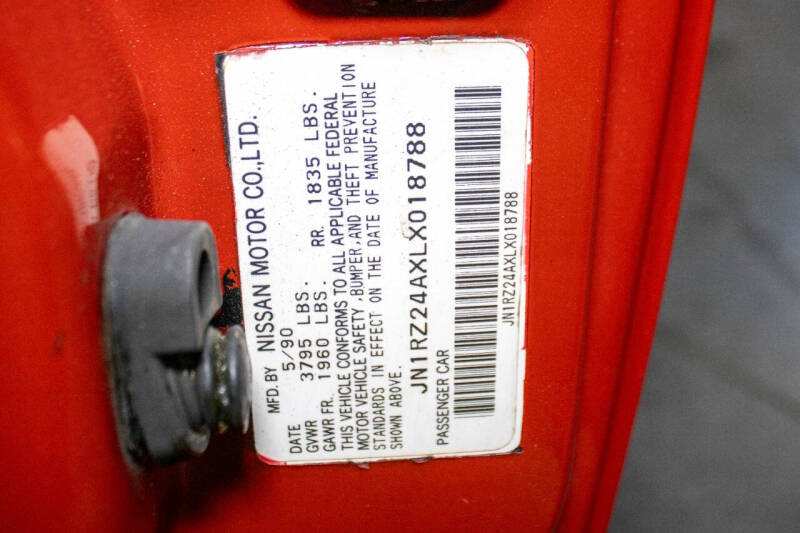 MFD. BY NISSAN MOTOR CO.,LTD.
DATE 5/90
GVWR 3795 LBS.
GAWR FR. 1960 LBS. RR. 1835 LBS.
THIS VEHICLE CONFORMS TO ALL APPLICABLE FEDERAL
MOTOR VEHICLE SAFETY ,BUMPER,AND THEFT PREVENTION
STANDARDS IN EFFECT ON THE DATE OF MANUFACTURE
SHOWN ABOVE.
JN1RZ24AXLX018788
PASSENGER CAR
JN1RZ24AXLX018788